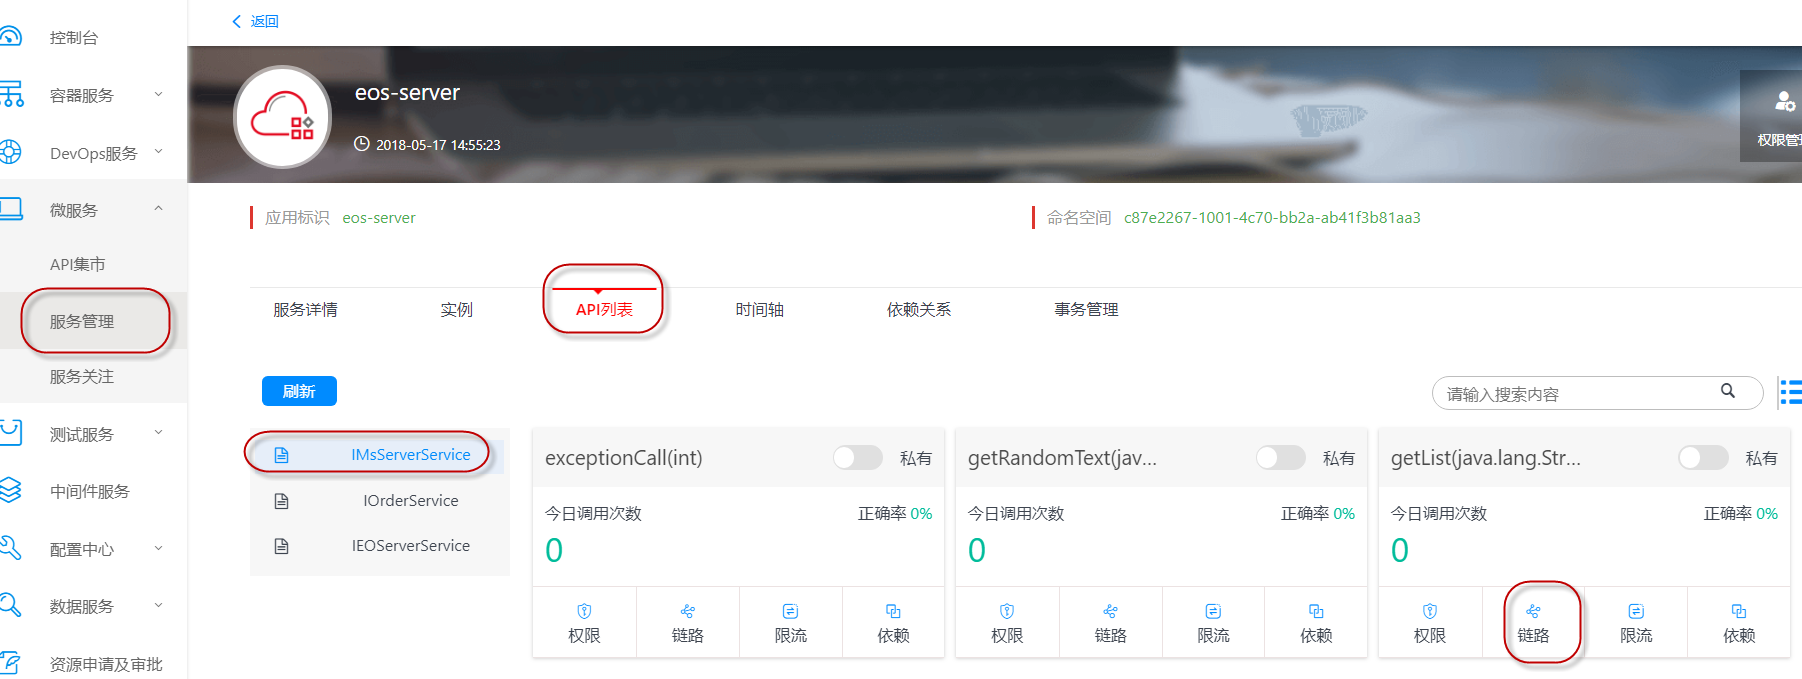 返回
控制台
容器服务
DevOps服务
微服务
API集市
服务管理
服务关注
测试服务
中间件服务
配置中心
数据服务
资源申请及审批
eos-server
2018-05-17 14:55:23
权限管
应用标识 eos-server
命名空间 c87e2267-1001-4c70-bb2a-ab41f3b81aa3
服务详情 实例 API列表 时间轴 依赖关系 事务管理
刷新
请输入搜索内容
IMsServerService
IOrderService
IEOServerService
exceptionCall(int) 私有
今日调用次数 正确率 0%
0
权限 链路 限流 依赖
getRandomText(jav... 私有
今日调用次数 正确率 0%
0
权限 链路 限流 依赖
getList(java.lang.Str... 私有
今日调用次数 正确率 0%
0
权限 链路 限流 依赖